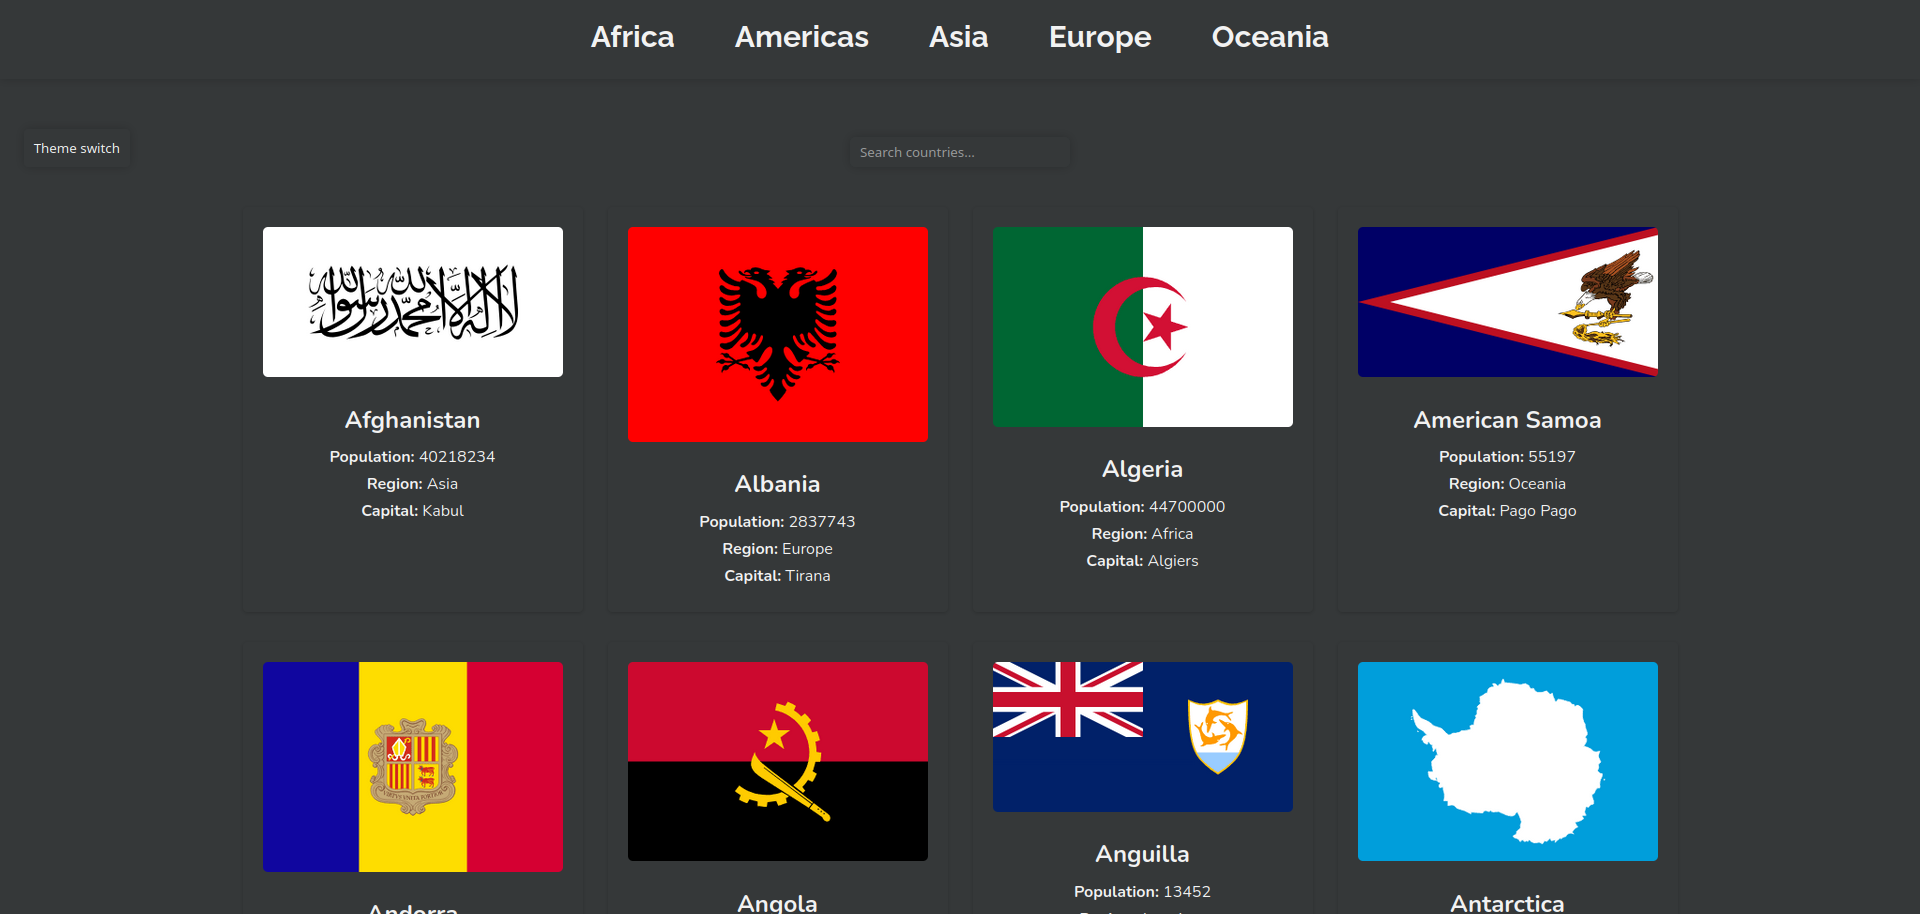 Africa Americas Asia Europe Oceania
Theme switch
Search countries...
لا إله إلا الله محمد رسول الله
Afghanistan
Population: 40218234
Region: Asia
Capital: Kabul
Albania
Population: 2837743
Region: Europe
Capital: Tirana
Algeria
Population: 44700000
Region: Africa
Capital: Algiers
American Samoa
Population: 55197
Region: Oceania
Capital: Pago Pago
Andorra
Angola
Anguilla
Population: 13452
Antarctica